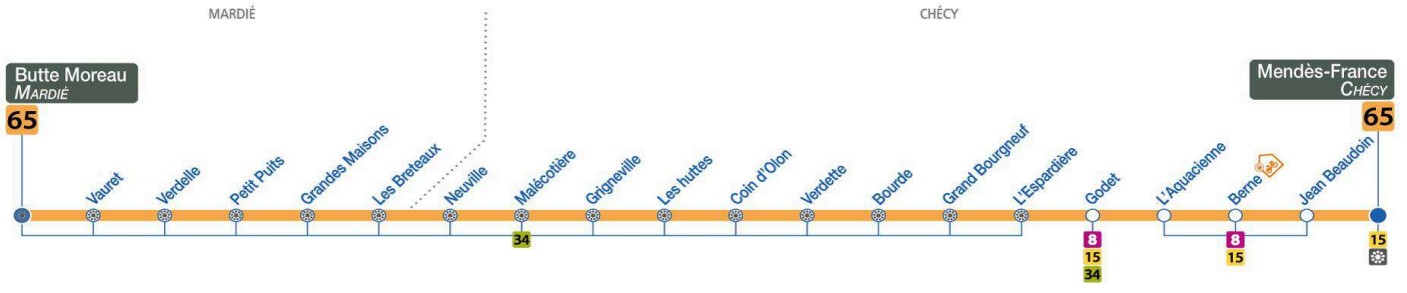 MARDIÉ
CHÉCY
Butte Moreau
MARDIÉ
65
Mendès-France
CHÉCY
65
Vauret
Verdelle
Petit Puits
Grandes Maisons
Les Breteaux
Neuville
Malécotière
Grigneville
Les huttes
Coin d'Olon
Verdette
Bourde
Grand Bourgneuf
L'Espardière
Godet
L'Aquacienne
Berne
Jean Beaudoin
34
8
15
34
8
15
15